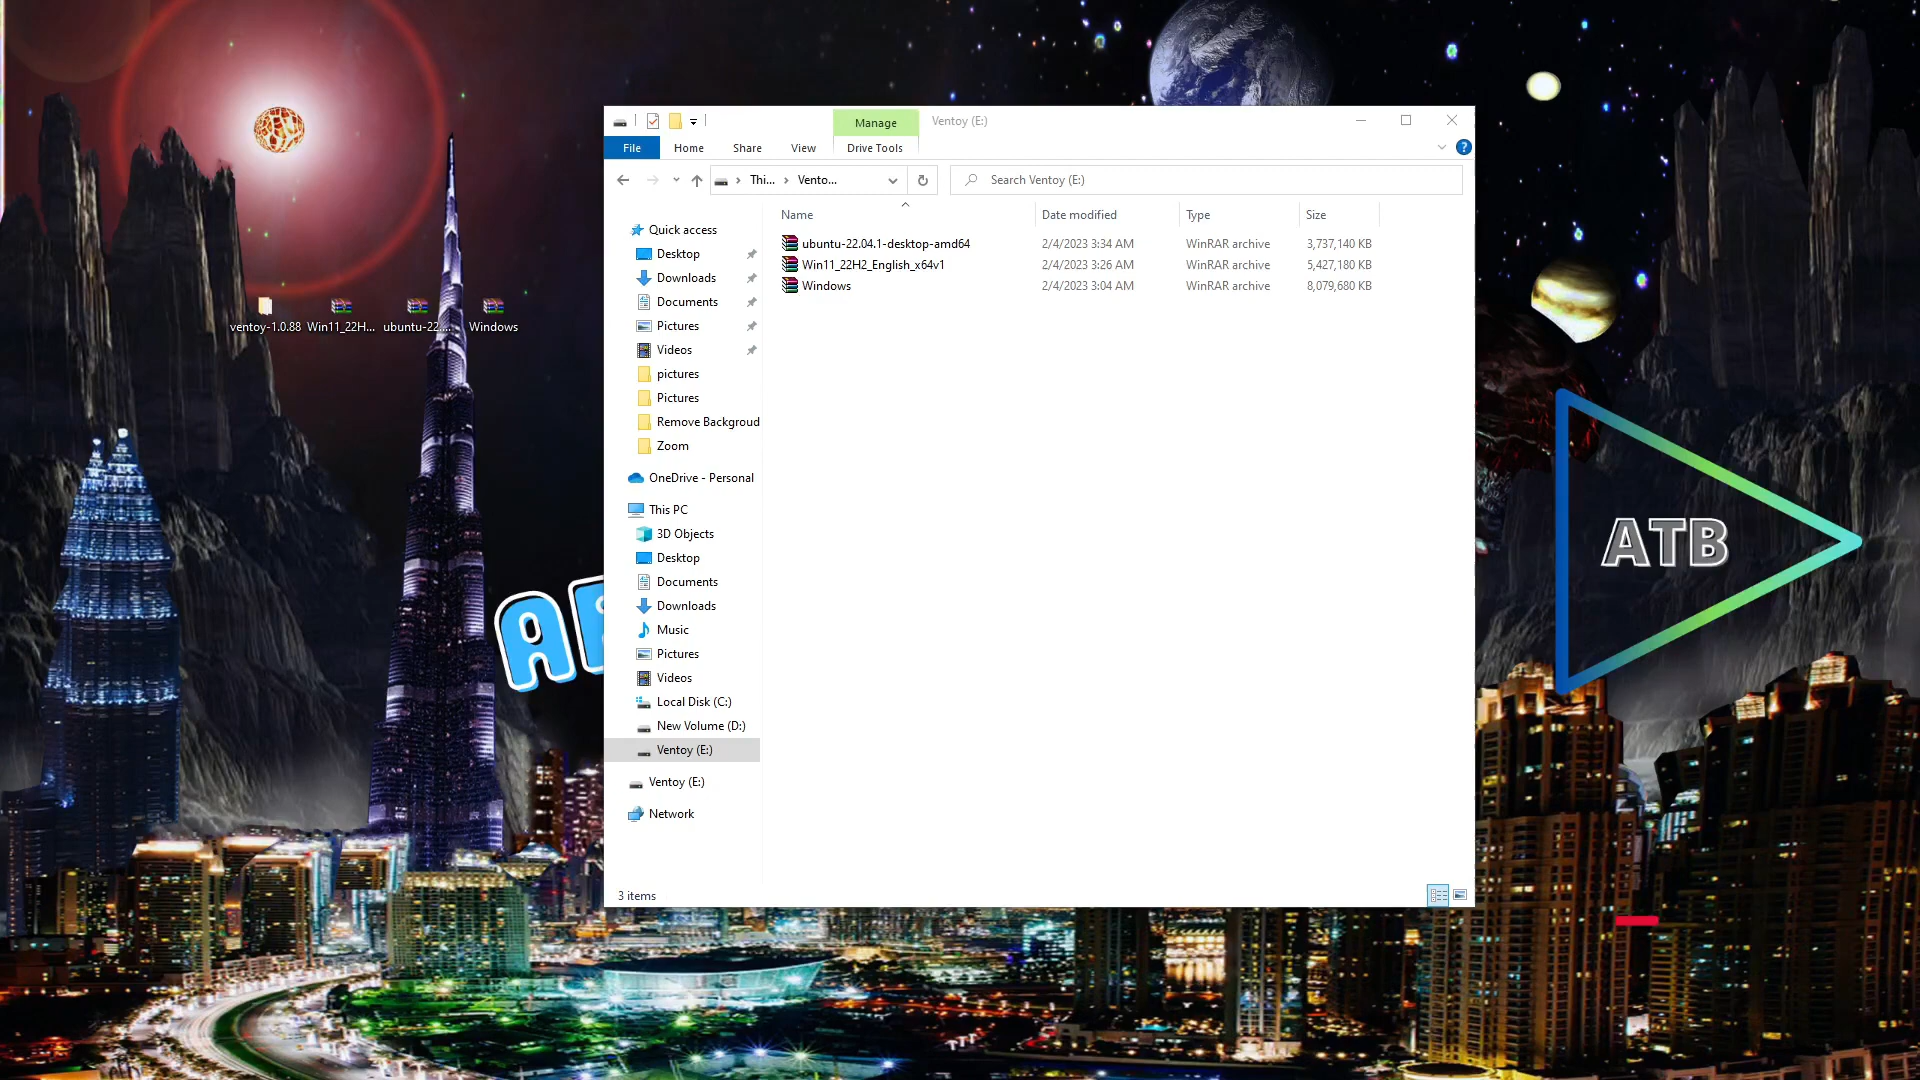 Manage
Ventoy (E:)
File
Home
Share
View
Drive Tools
?
Thi...
Vento...
Search Ventoy (E:)
Name
Date modified
Type
Size
ubuntu-22.04.1-desktop-amd64
2/4/2023 3:34 AM
WinRAR archive
3,737,140 KB
Win11_22H2_English_x64v1
2/4/2023 3:26 AM
WinRAR archive
5,427,180 KB
Windows
2/4/2023 3:04 AM
WinRAR archive
8,079,680 KB
Quick access
Desktop
Downloads
Documents
Pictures
Videos
pictures
Pictures
Remove Backgroud
Zoom
OneDrive - Personal
This PC
3D Objects
Desktop
Documents
Downloads
Music
Pictures
Videos
Local Disk (C:)
New Volume (D:)
Ventoy (E:)
Ventoy (E:)
Network
3 items
ventoy-1.0.88
Win11_22H...
ubuntu-22....
Windows
ATB